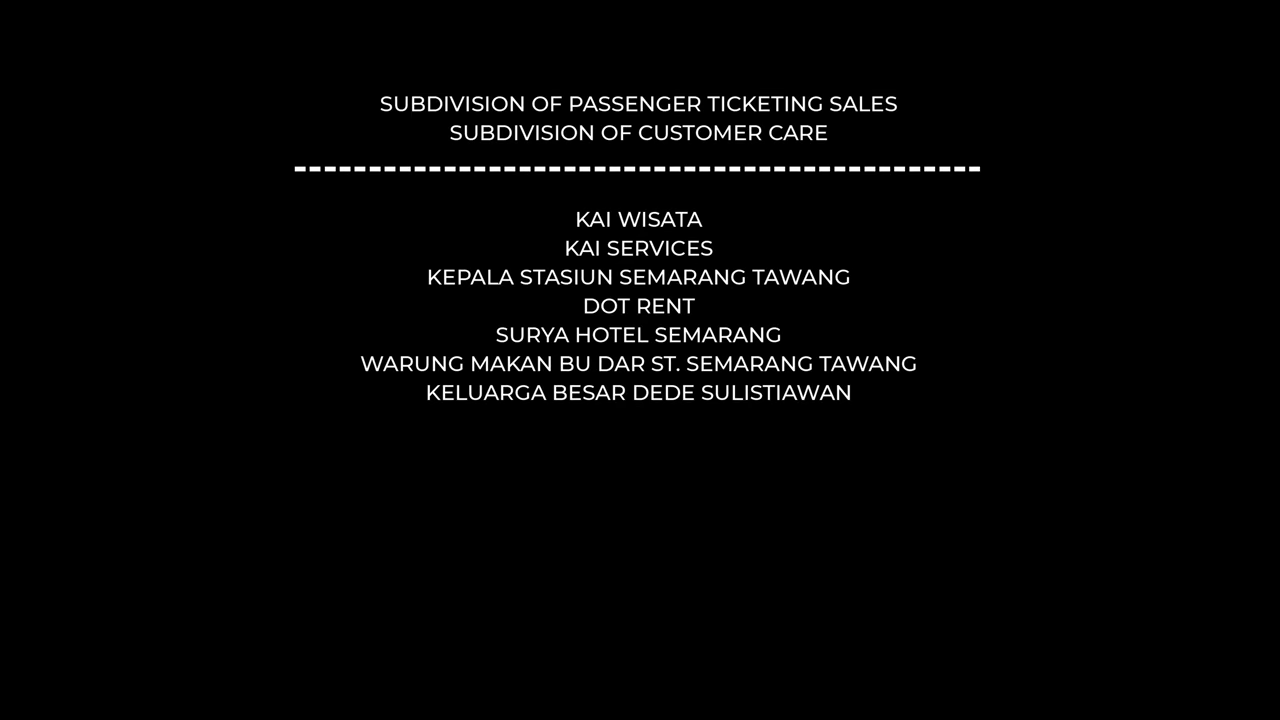 SUBDIVISION OF PASSENGER TICKETING SALES
SUBDIVISION OF CUSTOMER CARE
KAI WISATA
KAI SERVICES
KEPALA STASIUN SEMARANG TAWANG
DOT RENT
SURYA HOTEL SEMARANG
WARUNG MAKAN BU DAR ST. SEMARANG TAWANG
KELUARGA BESAR DEDE SULISTIAWAN